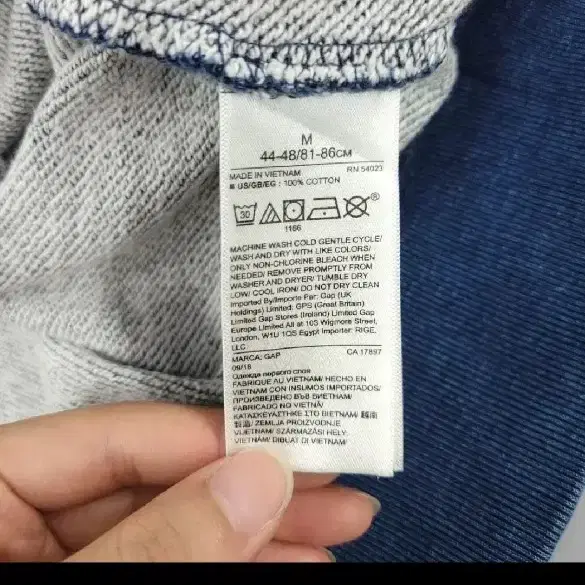 M
44-48/81-86CM
MADE IN VIETNAM RN 54023
US/GB/EG : 100% COTTON
30
®
1166
MACHINE WASH COLD GENTLE CYCLE/
WASH AND DRY WITH LIKE COLORS/
ONLY NON-CHLORINE BLEACH WHEN
NEEDED/ REMOVE PROMPTLY FROM
WASHER AND DRYER/ TUMBLE DRY
LOW/ COOL IRON/ DO NOT DRY CLEAN
Imported By/Importe Par: Gap (UK
Holdings) Limited: GPS (Great Britain)
Limited Gap Stores (Ireland) Limited Gap
Europe Limited All at 103 Wigmore Street,
London, W1U 1QS Egypt Importer: RIGE,
LLC
MARCA: GAP CA 17897
09/18
Одежда первого слоя
FABRIQUE AU VIETNAM/ HECHO EN
VIETNAM CON INSUMOS IMPORTADOS/
ПРОИЗВЕДЕНО ВЪВ ВИЕТНАМ/
FABRICADO NO VIETNÃ/
ΚΑΤΑΣΚΕΥΑΣΤΗΚΕ ΣΤΟ ΒΙΕΤΝΑΜ/ 越南
製造/ ZEMLJA PROIZVODNJE
VIJETNAM/ SZÁRMAZÁSI HELY:
VIETNAM/ DIBUAT DI VIETNAM/